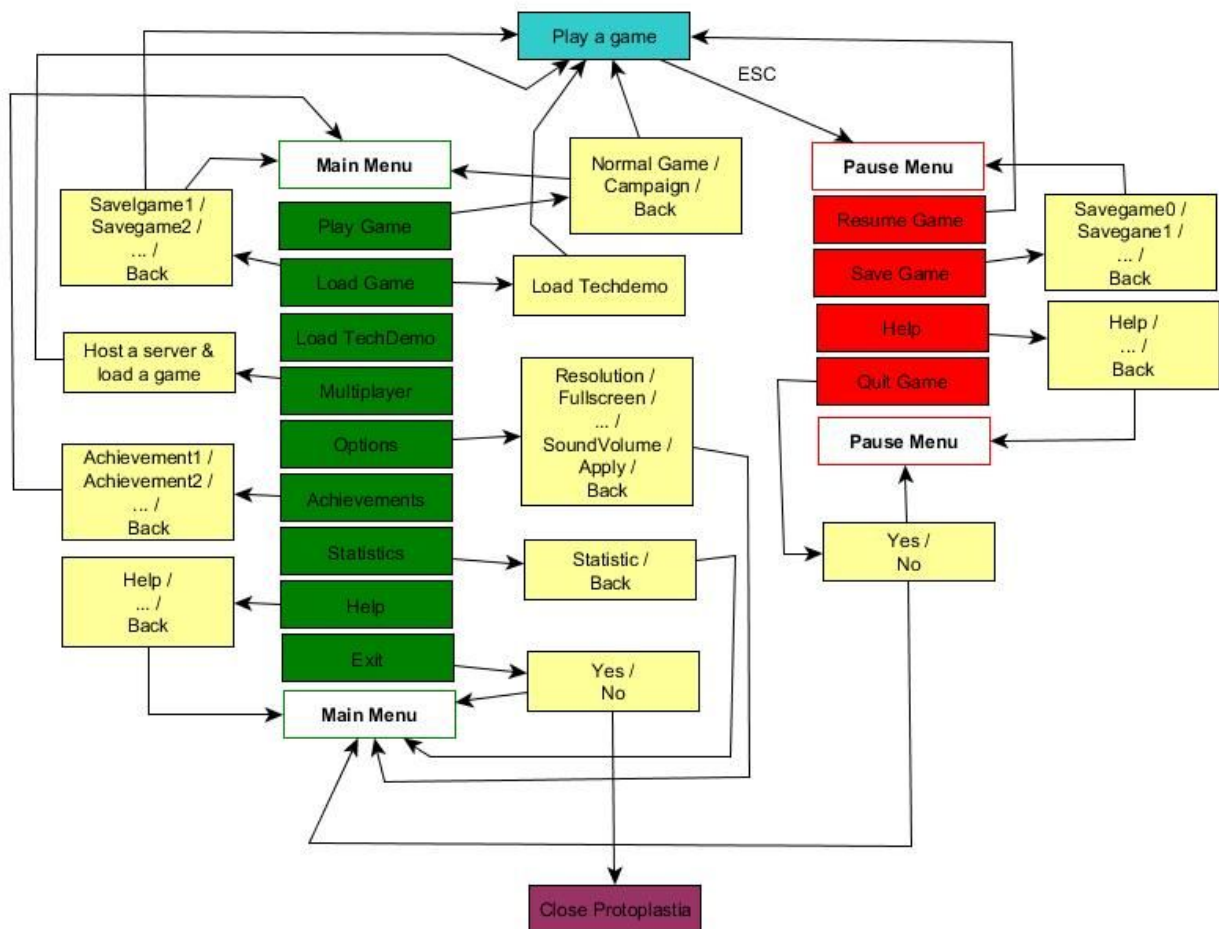 Play a game
ESC
Main Menu
Play Game
Load Game
Load TechDemo
Multiplayer
Options
Achievements
Statistics
Help
Exit
Main Menu
Savelgame1 /
Savegame2 /
... /
Back
Host a server &
load a game
Achievement1 /
Achievement2 /
... /
Back
Help /
... /
Back
Normal Game /
Campaign /
Back
Load Techdemo
Resolution /
Fullscreen /
... /
SoundVolume /
Apply /
Back
Statistic /
Back
Yes /
No
Close Protoplastia
Pause Menu
Resume Game
Save Game
Help
Quit Game
Pause Menu
Savegame0 /
Savegane1 /
... /
Back
Help /
... /
Back
Yes /
No